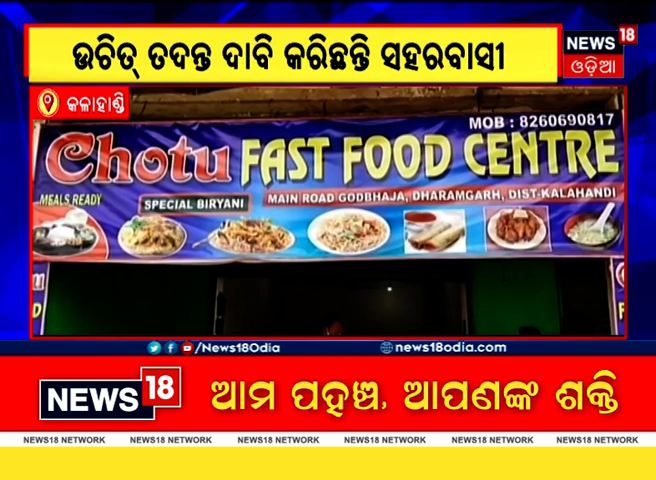 ଉଚିତ୍ ତଦନ୍ତ ଦାବି କରିଛନ୍ତି ସହରବାସୀ
NEWS 18
ଓଡ଼ିଆ
କଳାହାଣ୍ଡି
MOB : 8260690817
Chotu FAST FOOD CENTRE
MEALS READY
SPECIAL BIRYANI
MAIN ROAD GODBHAJA, DHARAMGARH, DIST-KALAHANDI
/News18Odia
news18odia.com
NEWS 18
ଆମ ପହଞ୍ଚ, ଆପଣଙ୍କ ଶକ୍ତି
NEWS18 NETWORK NEWS18 NETWORK NEWS18 NETWORK NEWS18 NETWORK NEWS18 NETWORK NEWS18 NETWORK